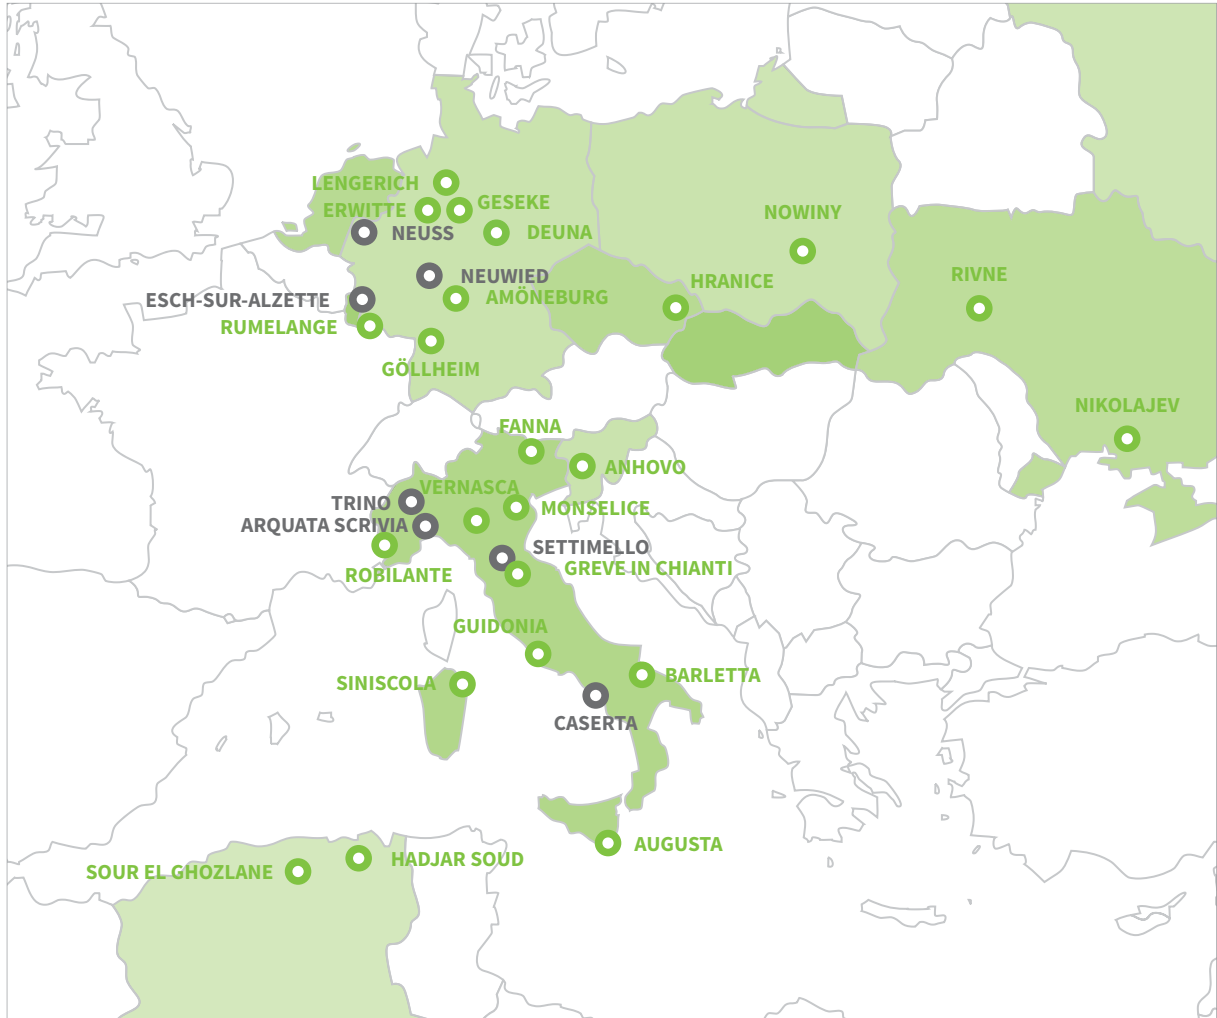 LENGERICH
GESEKE
ERWITTE
NOWINY
NEUSS
DEUNA
NEUWIED
RIVNE
HRANICE
ESCH-SUR-ALZETTE
AMÖNEBURG
RUMELANGE
GÖLLHEIM
NIKOLAJEV
FANNA
ANHOVO
VERNASCA
TRINO
MONSELICE
ARQUATA SCRIVIA
SETTIMELLO
GREVE IN CHIANTI
ROBILANTE
GUIDONIA
BARLETTA
SINISCOLA
CASERTA
AUGUSTA
HADJAR SOUD
SOUR EL GHOZLANE